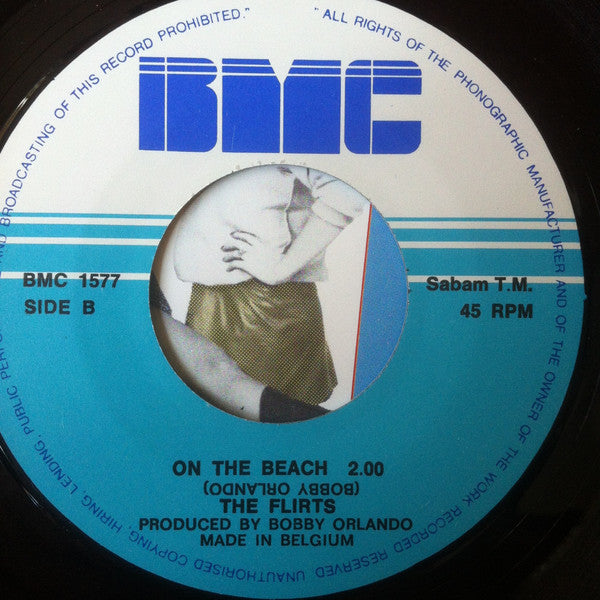 "ALL RIGHTS OF THE PHONOGRAPHIC MANUFACTURER AND OF THE OWNER OF THE WORK RECORDED RESERVED. UNAUTHORISED COPYING, HIRING, LENDING, PUBLIC PERF AND BROADCASTING OF THIS RECORD PROHIBITED."
BMC
BMC 1577
SIDE B
Sabam T.M.
45 RPM
ON THE BEACH 2.00
(BOBBY ORLANDO)
THE FLIRTS
PRODUCED BY BOBBY ORLANDO
MADE IN BELGIUM